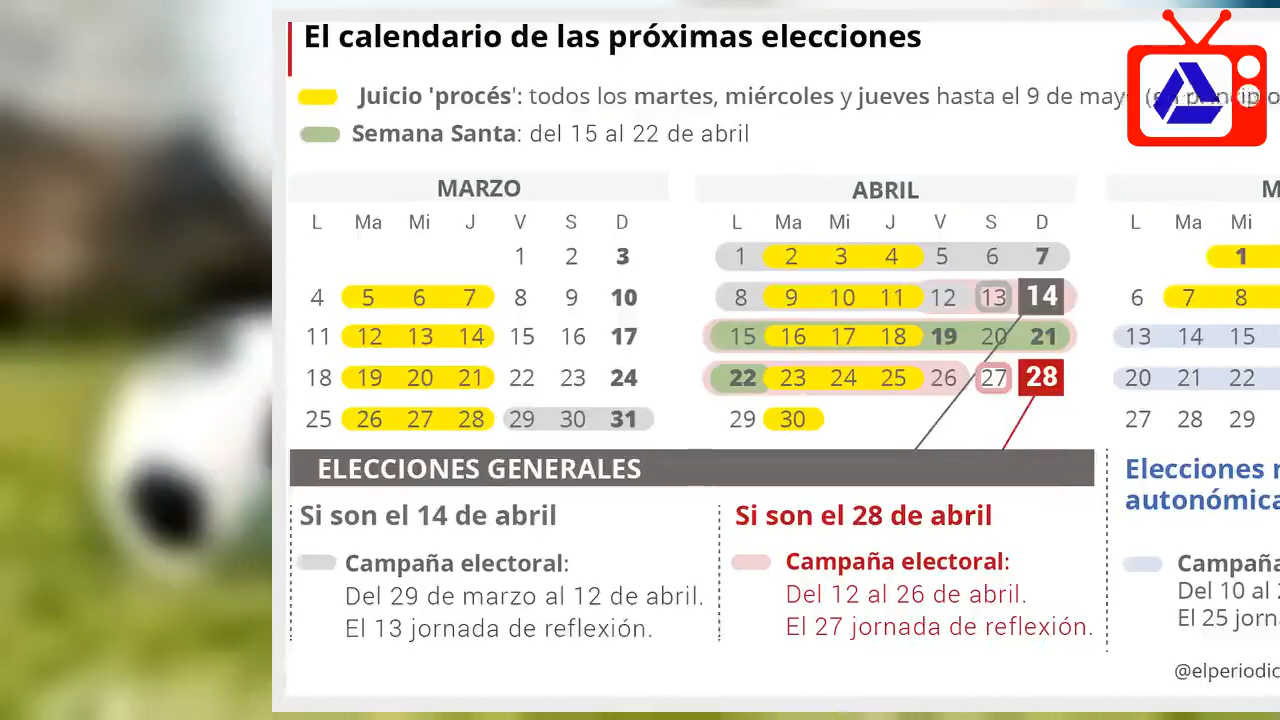 El calendario de las próximas elecciones
Juicio 'procés': todos los martes, miércoles y jueves hasta el 9 de
Semana Santa: del 15 al 22 de abril
MARZO
L Ma Mi J V S D
1 2 3
4 5 6 7 8 9 10
11 12 13 14 15 16 17
18 19 20 21 22 23 24
25 26 27 28 29 30 31
ABRIL
L Ma Mi J V S D
1 2 3 4 5 6 7
8 9 10 11 12 13 14
15 16 17 18 19 20 21
22 23 24 25 26 27 28
29 30
L Ma Mi
1
6 7 8
13 14 15
20 21 22
27 28 29
ELECCIONES GENERALES
Si son el 14 de abril
Campaña electoral:
Del 29 de marzo al 12 de abril.
El 13 jornada de reflexión.
Si son el 28 de abril
Campaña electoral:
Del 12 al 26 de abril.
El 27 jornada de reflexión.
Elecciones
Del 10 al
El 25